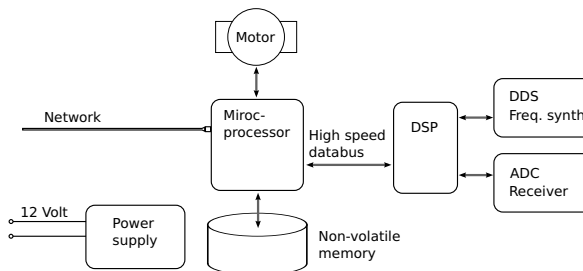 Motor
Network
Miroc-
processor
High speed
databus
DSP
DDS
Freq. synth
ADC
Receiver
12 Volt
Power
supply
Non-volatile
memory